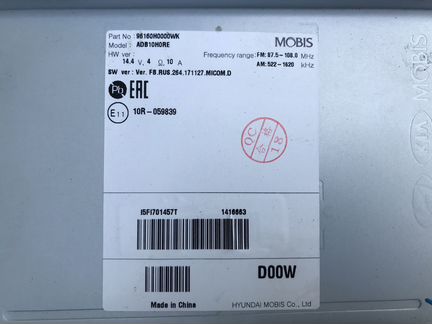 Part No : 96160H0000WK
MOBIS
Model : ADB10H0RE
Frequency range : FM : 87.5 ~ 108.0 MHz
HW ver :
AM : 522 ~ 1620 kHz
14.4 V, 4 Ω, 10 A
SW ver : Ver. FB.RUS.264.171127.MICOM.D
EAC
E11 10R-059839
I5FI701457T 1416663
D00W
Made in China
HYUNDAI MOBIS Co., Ltd
KIA